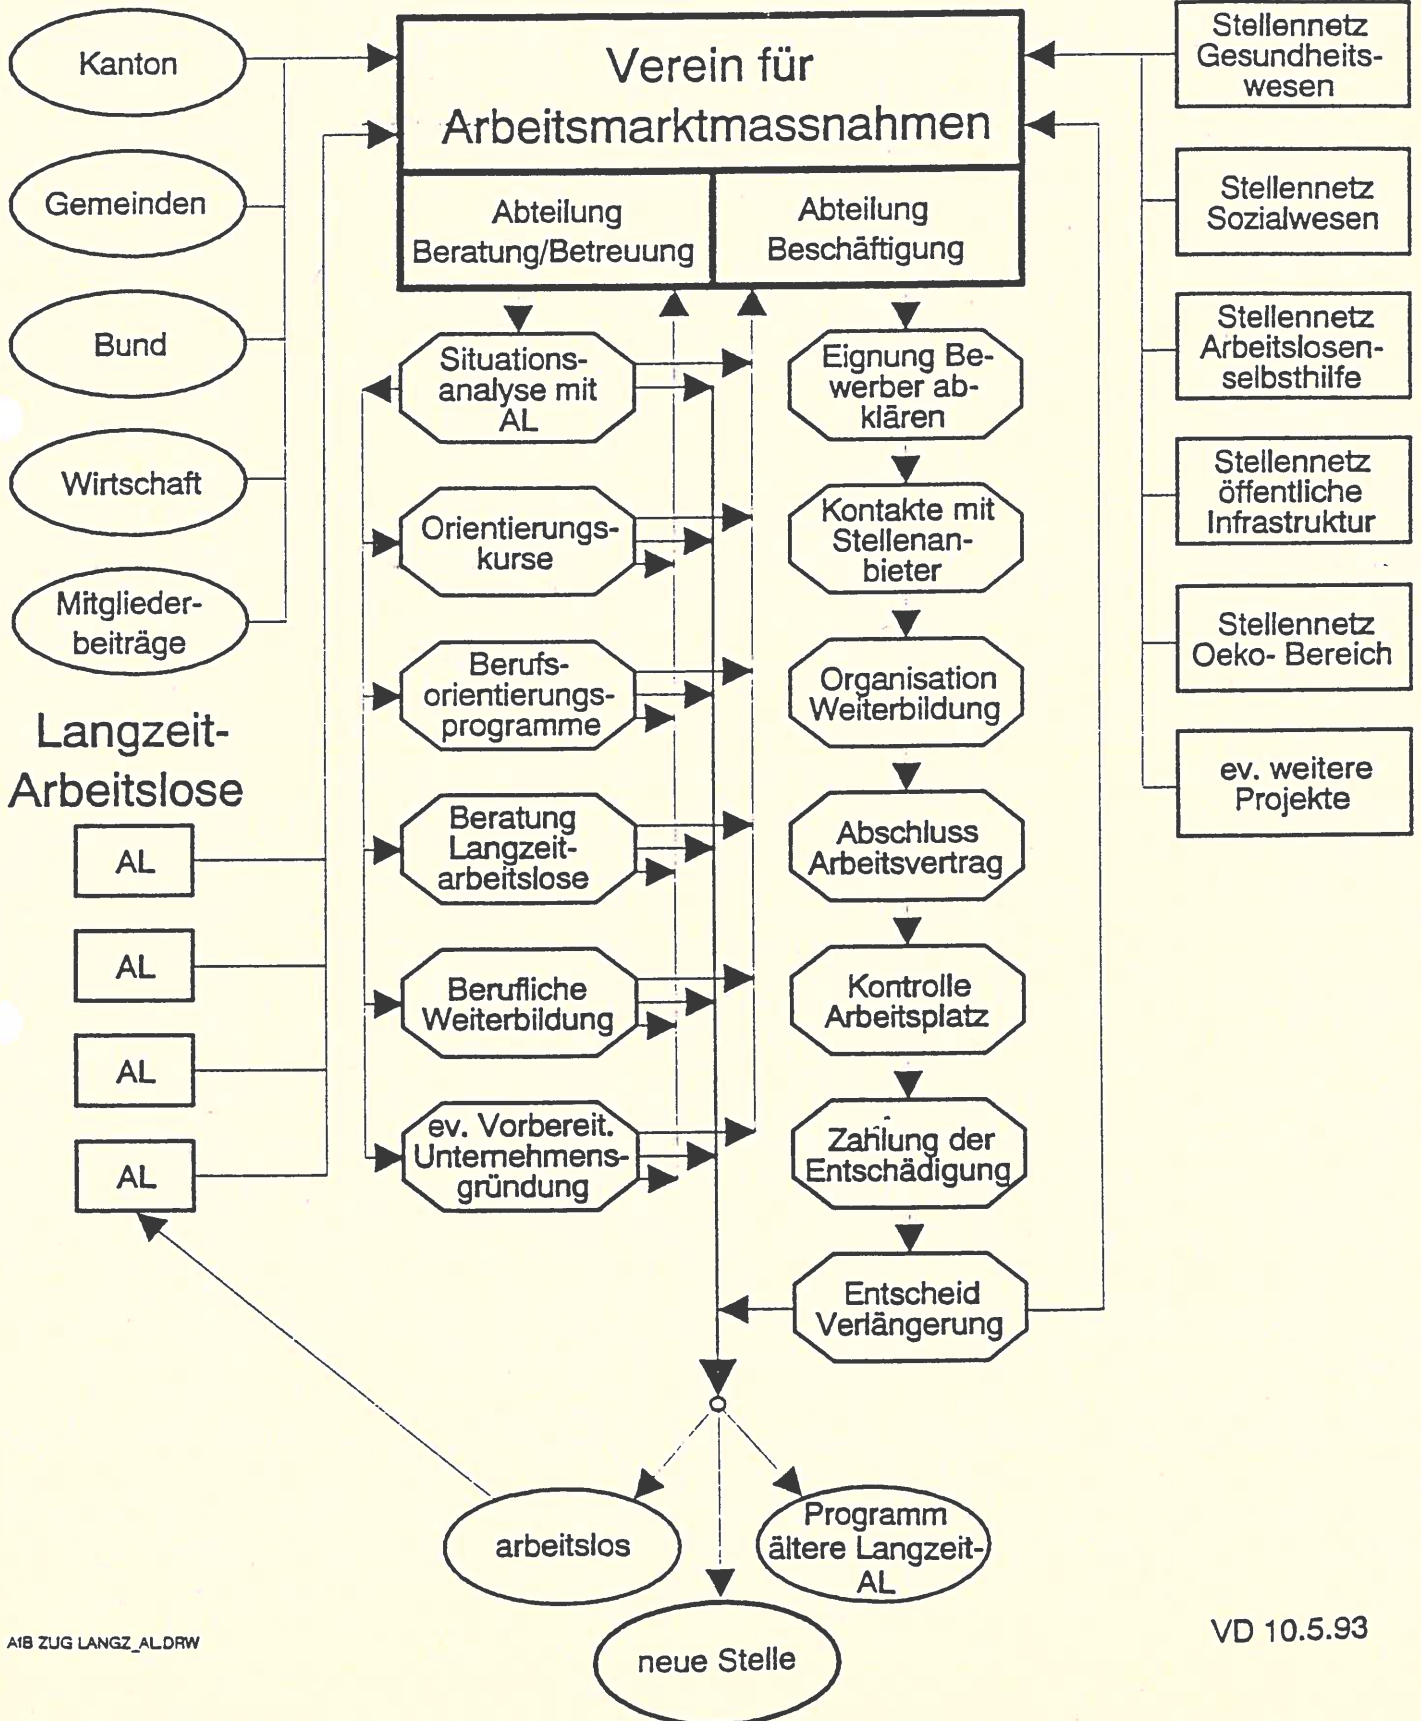 Kanton
Gemeinden
Bund
Wirtschaft
Mitglieder-
beiträge
Langzeit-
Arbeitslose
AL
AL
AL
AL
Verein für
Arbeitsmarktmassnahmen
Abteilung
Beratung/Betreuung
Abteilung
Beschäftigung
Situations-
analyse mit
AL
Orientierungs-
kurse
Berufs-
orientierungs-
programme
Beratung
Langzeit-
arbeitslose
Berufliche
Weiterbildung
ev. Vorbereit.
Unternehmens-
gründung
Eignung Be-
werber ab-
klären
Kontakte mit
Stellenan-
bieter
Organisation
Weiterbildung
Abschluss
Arbeitsvertrag
Kontrolle
Arbeitsplatz
Zahlung der
Entschädigung
Entscheid
Verlängerung
Stellennetz
Gesundheits-
wesen
Stellennetz
Sozialwesen
Stellennetz
Arbeitslosen-
selbsthilfe
Stellennetz
öffentliche
Infrastruktur
Stellennetz
Oeko- Bereich
ev. weitere
Projekte
arbeitslos
Programm
ältere Langzeit-
AL
neue Stelle
A1B ZUG LANGZ_AL.DRW
VD 10.5.93